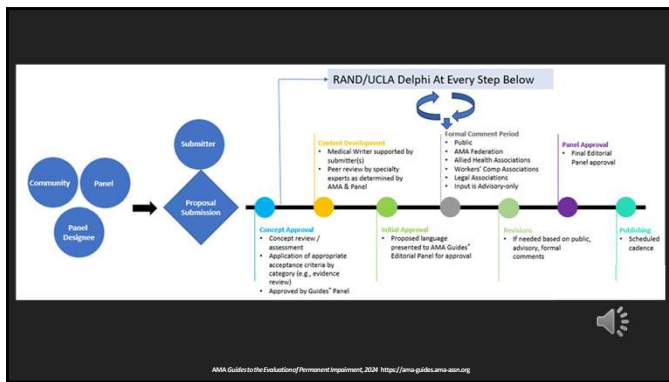 RAND/UCLA Delphi At Every Step Below
Submitter
Community
Panel
Panel
Designee
Proposal
Submission
Content Development
• Medical Writer supported by
submitter(s)
• Peer review by specialty
experts as determined by
AMA & Panel
Formal Comment Period
• Public
• AMA Federation
• Allied Health Associations
• Workers' Comp Associations
• Legal Associations
• Input is Advisory-only
Panel Approval
• Final Editorial
Panel approval
Concept Approval
• Concept review /
assessment
• Application of appropriate
acceptance criteria by
category (e.g., evidence
review)
• Approved by Guides® Panel
Initial Approval
• Proposed language
presented to AMA Guides®
Editorial Panel for approval
Revisions
• If needed based on public,
advisory, formal
comments
Publishing
• Scheduled
cadence
AMA Guides to the Evaluation of Permanent Impairment, 2024 https://ama-guides.ama-assn.org